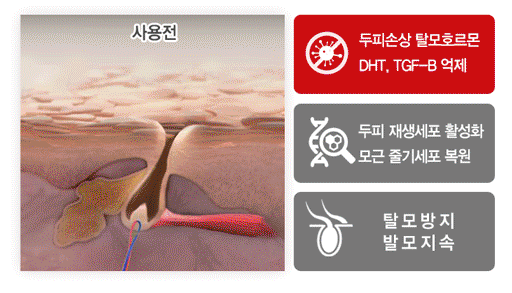 사용전
두피손상 탈모호르몬
DHT, TGF-B 억제
두피 재생세포 활성화
모근 줄기세포 복원
탈모방지
발모지속